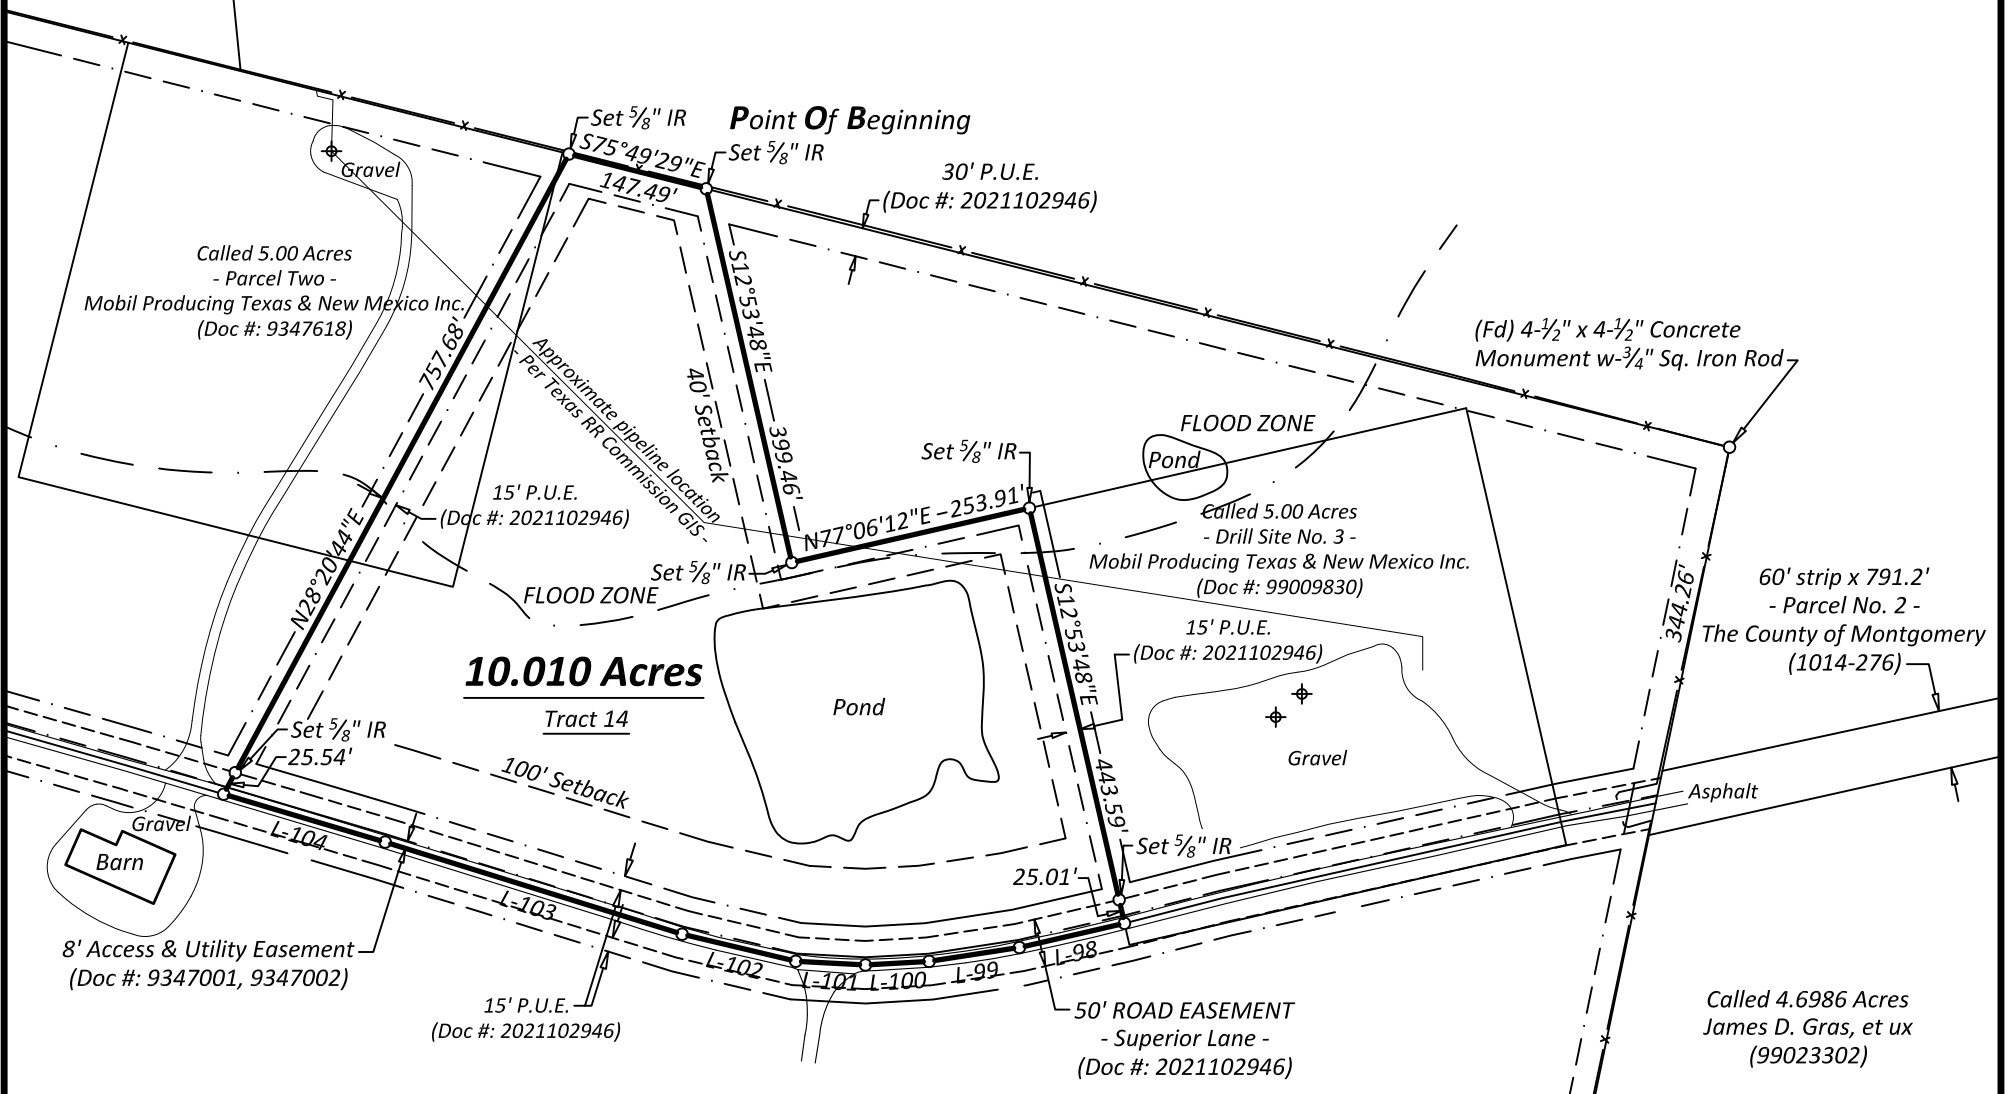 Set 5/8" IR
Point Of Beginning
S75°49'29"E
147.49'
Set 5/8" IR
Gravel
30' P.U.E.
(Doc #: 2021102946)
Called 5.00 Acres
- Parcel Two -
Mobil Producing Texas & New Mexico Inc.
(Doc #: 9347618)
S12°53'48"E
399.46'
757.68'
N28°20'44"E
Approximate pipeline location
- Per Texas RR Commission GIS -
40' Setback
(Fd) 4-1/2" x 4-1/2" Concrete
Monument w-3/4" Sq. Iron Rod
FLOOD ZONE
Set 5/8" IR
Pond
15' P.U.E.
(Doc #: 2021102946)
N77°06'12"E - 253.91'
Called 5.00 Acres
- Drill Site No. 3 -
Mobil Producing Texas & New Mexico Inc.
(Doc #: 99009830)
Set 5/8" IR
FLOOD ZONE
60' strip x 791.2'
- Parcel No. 2 -
The County of Montgomery
(1014-276)
344.26'
S12°53'48"E
443.59'
15' P.U.E.
(Doc #: 2021102946)
10.010 Acres
Tract 14
Pond
Gravel
Set 5/8" IR
25.54'
100' Setback
Asphalt
Gravel
L-104
Barn
Set 5/8" IR
25.01'
L-103
8' Access & Utility Easement
(Doc #: 9347001, 9347002)
L-102
L-101
L-100
L-99
L-98
15' P.U.E.
(Doc #: 2021102946)
50' ROAD EASEMENT
- Superior Lane -
(Doc #: 2021102946)
Called 4.6986 Acres
James D. Gras, et ux
(99023302)